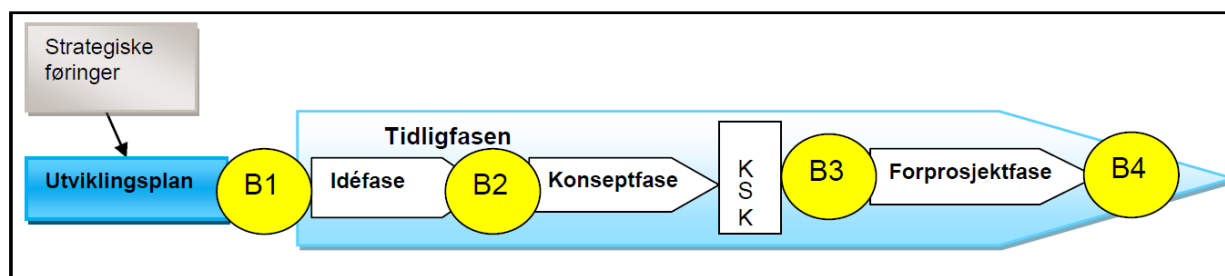 Strategiske
føringer
Tidligfasen
Utviklingsplan
B1
Idéfase
B2
Konseptfase
K
S
K
B3
Forprosjektfase
B4